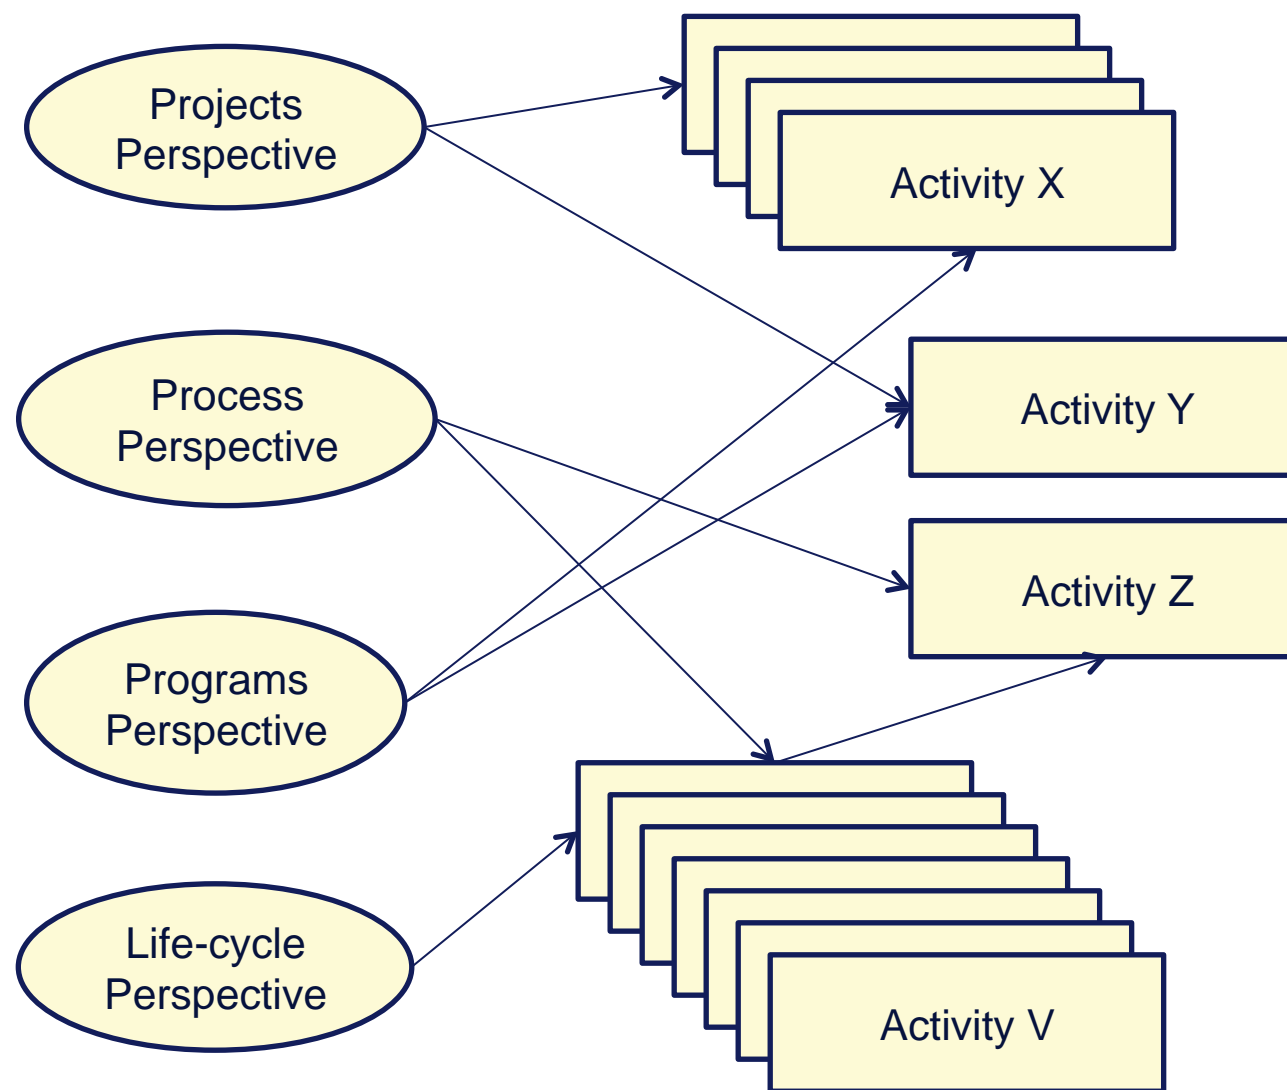 Projects
Perspective
Activity X
Process
Perspective
Activity Y
Activity Z
Programs
Perspective
Life-cycle
Perspective
Activity V